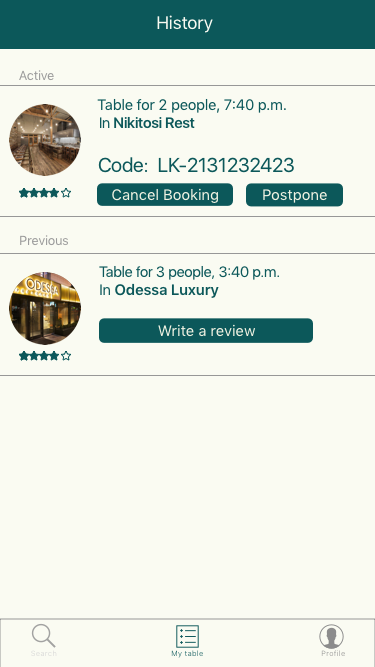 History
Active
Table for 2 people, 7:40 p.m.
In Nikitosi Rest
Code: LK-2131232423
Cancel Booking
Postpone
Previous
ODESSA
Table for 3 people, 3:40 p.m.
In Odessa Luxury
Write a review
Search
My table
Profile